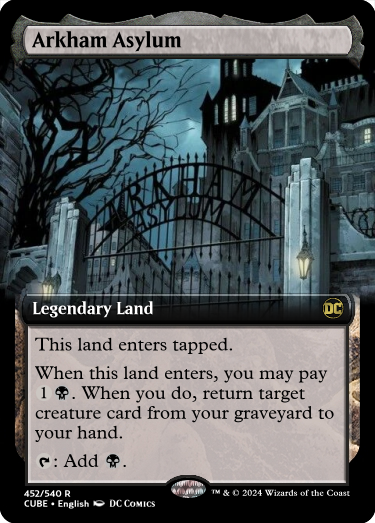 Arkham Asylum
ARKHAM
ASYLUM
Legendary Land
DC
This land enters tapped.
When this land enters, you may pay
1 . When you do, return target
creature card from your graveyard to
your hand.
: Add .
452/540 R
CUBE • English DC COMICS
™ & © 2024 Wizards of the Coast